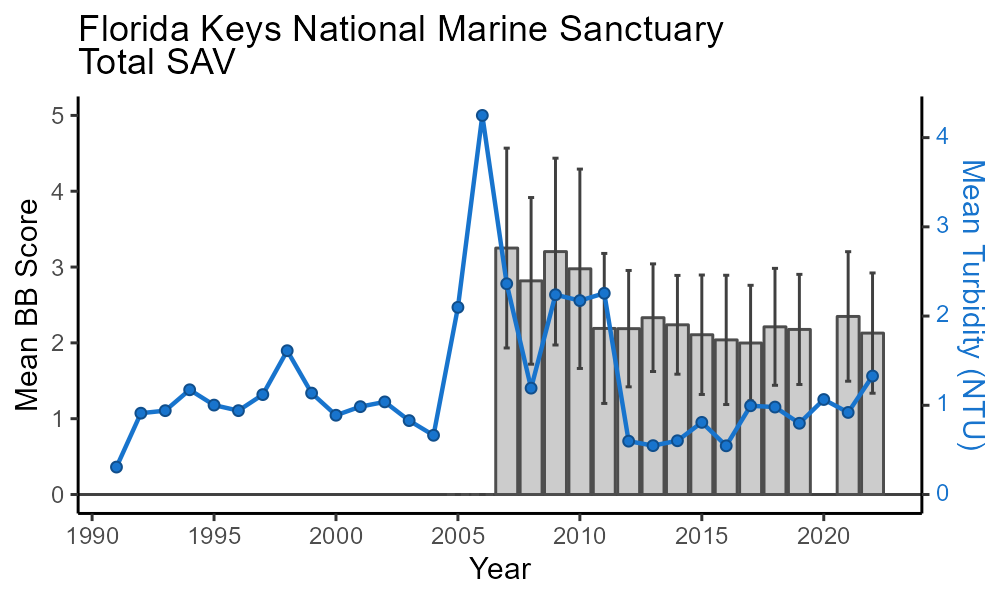 Florida Keys National Marine Sanctuary
Total SAV
Mean BB Score
5
4
3
2
1
0
4
3
2
1
0
Mean Turbidity (NTU)
1990 1995 2000 2005 2010 2015 2020
Year